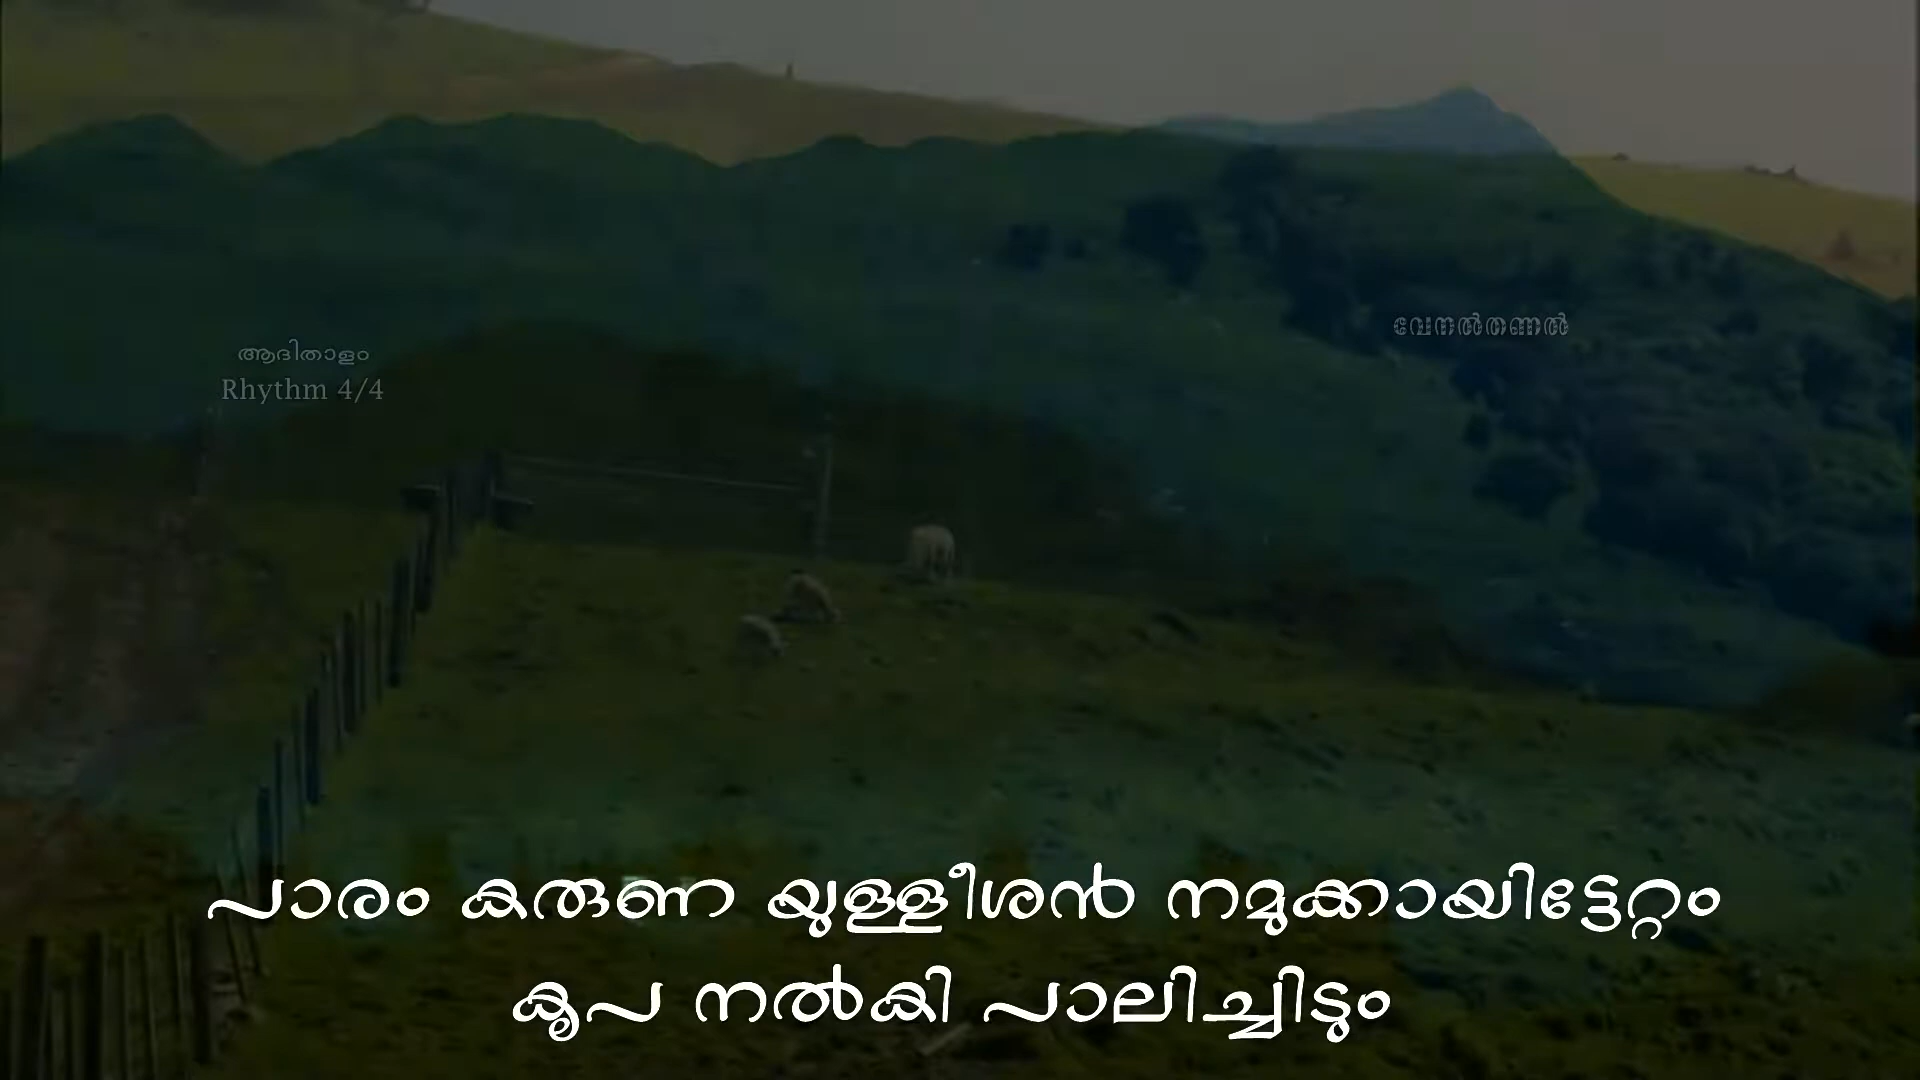 വേനൽതണൽ
ആദിതാളം
Rhythm 4/4
പാരം കരുണ യുള്ളീശൻ നമുക്കായിട്ടേറ്റം
കൃപ നൽകി പാലിച്ചിടും